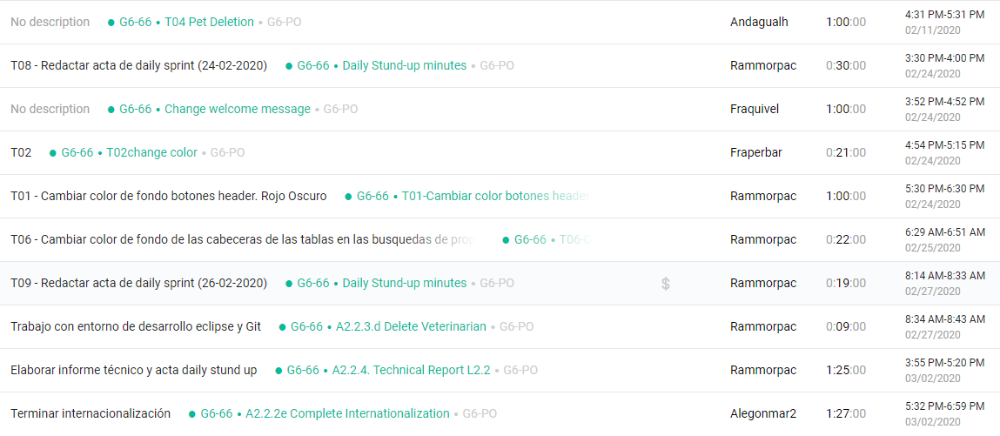 No description • G6-66 • T04 Pet Deletion • G6-PO Andagualh 1:00:00 4:31 PM-5:31 PM
02/11/2020
T08 - Redactar acta de daily sprint (24-02-2020) • G6-66 • Daily Stund-up minutes • G6-PO Rammorpac 0:30:00 3:30 PM-4:00 PM
02/24/2020
No description • G6-66 • Change welcome message • G6-PO Fraquivel 1:00:00 3:52 PM-4:52 PM
02/24/2020
T02 • G6-66 • T02change color • G6-PO Fraperbar 0:21:00 4:54 PM-5:15 PM
02/24/2020
T01 - Cambiar color de fondo botones header. Rojo Oscuro • G6-66 • T01-Cambiar color botones header Rammorpac 1:00:00 5:30 PM-6:30 PM
02/24/2020
T06 - Cambiar color de fondo de las cabeceras de las tablas en las busquedas de prop • G6-66 • T06- Rammorpac 0:22:00 6:29 AM-6:51 AM
02/25/2020
T09 - Redactar acta de daily sprint (26-02-2020) • G6-66 • Daily Stund-up minutes • G6-PO $ Rammorpac 0:19:00 8:14 AM-8:33 AM
02/27/2020
Trabajo con entorno de desarrollo eclipse y Git • G6-66 • A2.2.3.d Delete Veterinarian • G6-PO Rammorpac 0:09:00 8:34 AM-8:43 AM
02/27/2020
Elaborar informe técnico y acta daily stund up • G6-66 • A2.2.4. Technical Report L2.2 • G6-PO Rammorpac 1:25:00 3:55 PM-5:20 PM
03/02/2020
Terminar internacionalización • G6-66 • A2.2.2e Complete Internationalization • G6-PO Alegonmar2 1:27:00 5:32 PM-6:59 PM
03/02/2020